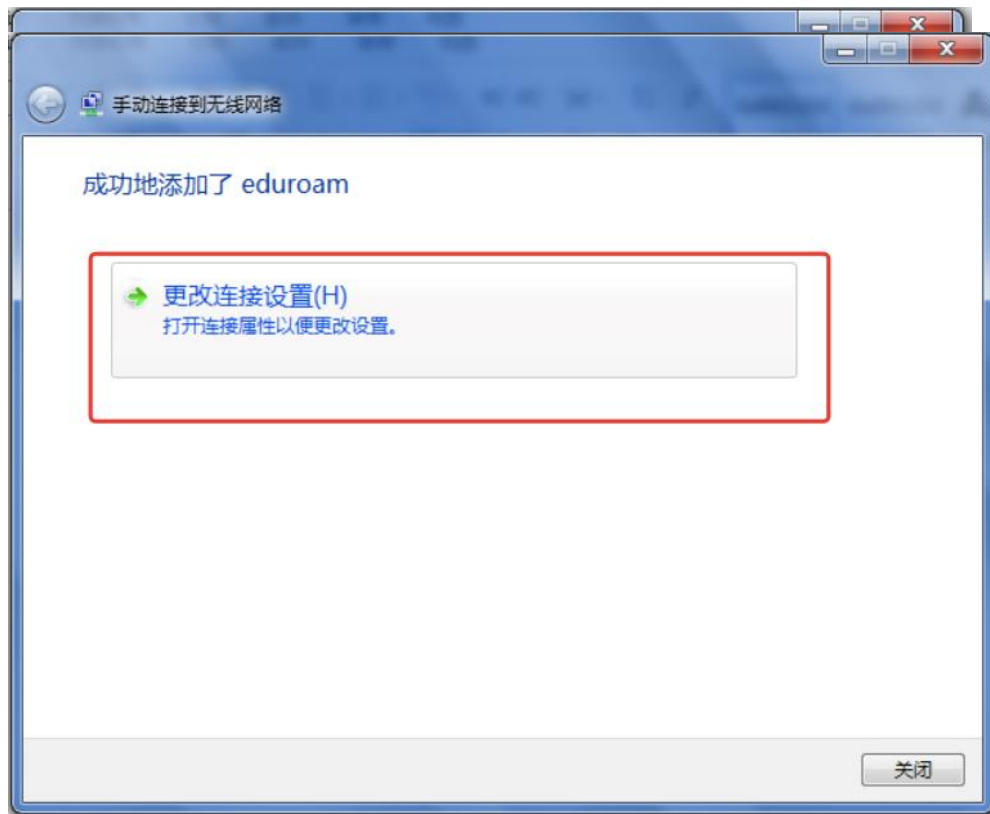 手动连接到无线网络
成功地添加了 eduroam
更改连接设置(H)
打开连接属性以便更改设置。
关闭